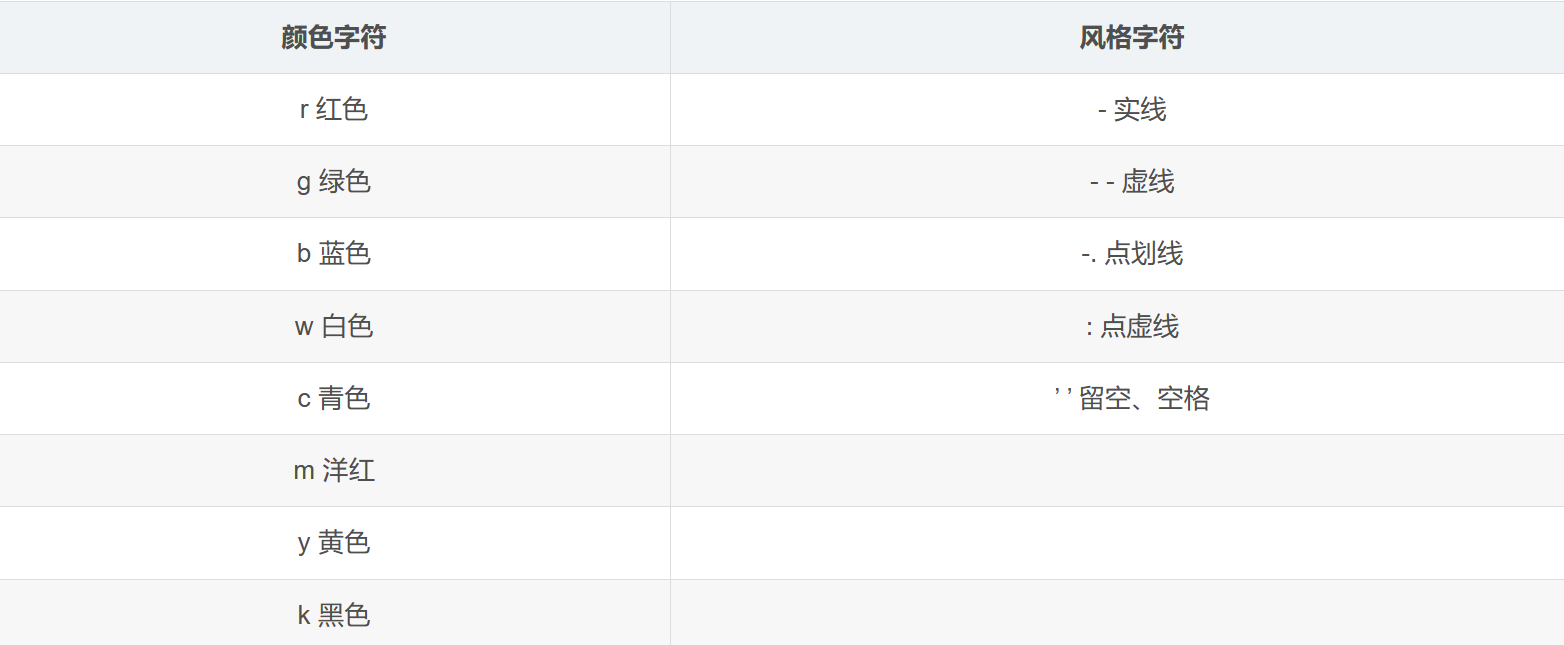 颜色字符 风格字符
r 红色 - 实线
g 绿色 - - 虚线
b 蓝色 -. 点划线
w 白色 : 点虚线
c 青色 ’ ’ 留空、空格
m 洋红
y 黄色
k 黑色